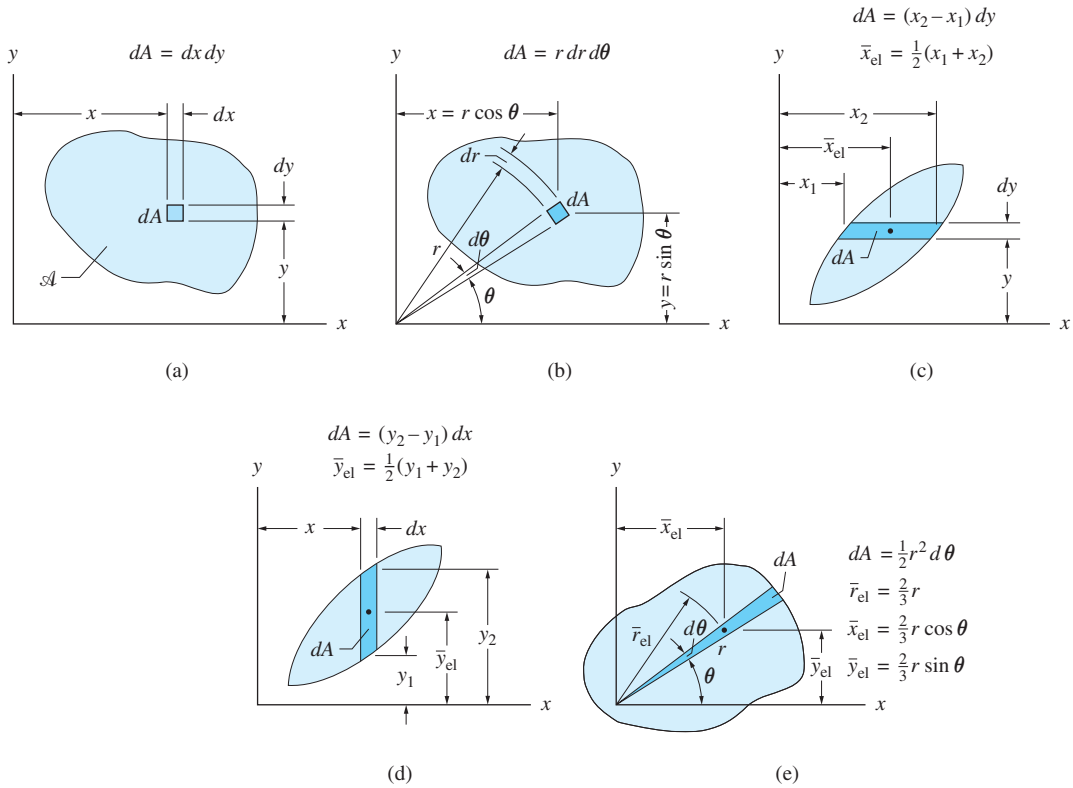 dA = dx dy
y
x
dx
dy
dA
𝒜
y
x
(a)
dA = r dr dθ
y
x = r cos θ
dr
dA
dθ
r
θ
y = r sin θ
x
(b)
dA = (x₂ – x₁) dy
x̄el = ½(x₁ + x₂)
y
x₂
x̄el
x₁
dy
dA
y
x
(c)
dA = (y₂ – y₁) dx
ȳel = ½(y₁ + y₂)
y
x
dx
dA
y₂
ȳel
y₁
x
(d)
y
x̄el
dA
r̄el
dθ
r
θ
ȳel
x
dA = ½r² dθ
r̄el = ⅔r
x̄el = ⅔r cos θ
ȳel = ⅔r sin θ
(e)